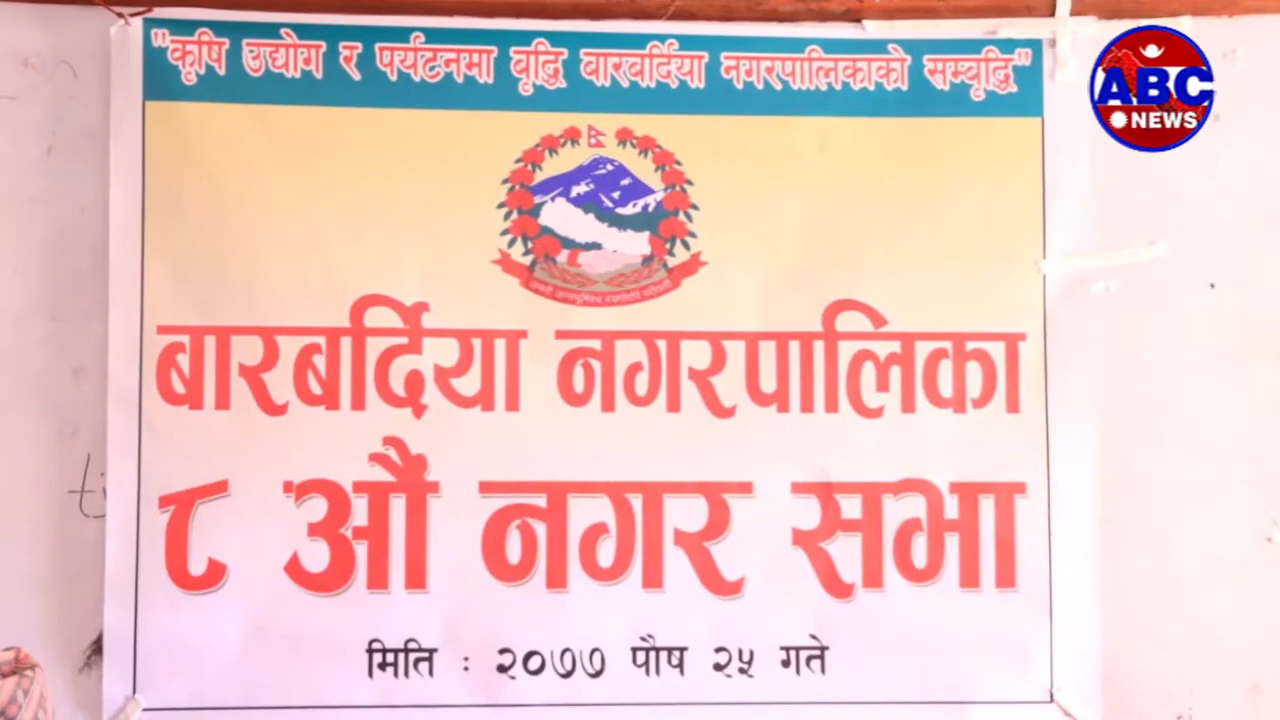 "कृषि उद्योग र पर्यटनमा वृद्धि बारबर्दिया नगरपालिकाको सम्वृद्धि"
ABC
NEWS
बारबर्दिया नगरपालिका
८ औं नगर सभा
मिति : २०७७ पौष २५ गते